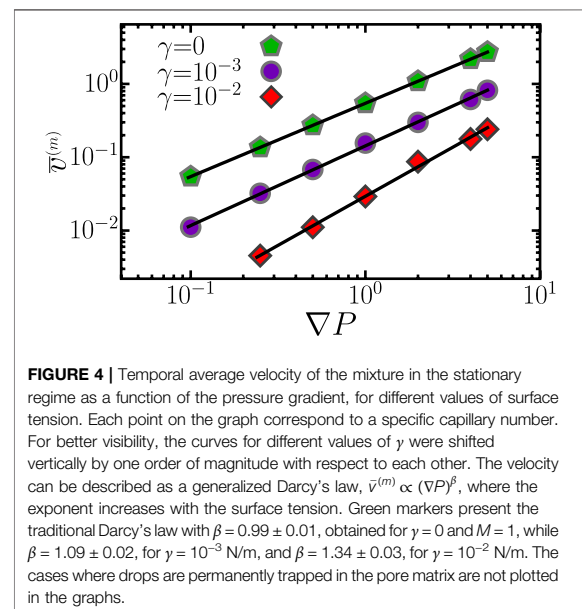 γ=0
γ=10⁻³
γ=10⁻²
10⁰
10⁻¹
10⁻²
v̅⁽ᵐ⁾
10⁻¹
10⁰
10¹
∇P
FIGURE 4 | Temporal average velocity of the mixture in the stationary
regime as a function of the pressure gradient, for different values of surface
tension. Each point on the graph correspond to a specific capillary number.
For better visibility, the curves for different values of γ were shifted
vertically by one order of magnitude with respect to each other. The velocity
can be described as a generalized Darcy's law, v̅⁽ᵐ⁾ ∝ (∇P)ᵝ, where the
exponent increases with the surface tension. Green markers present the
traditional Darcy's law with β = 0.99 ± 0.01, obtained for γ = 0 and M = 1, while
β = 1.09 ± 0.02, for γ = 10⁻³ N/m, and β = 1.34 ± 0.03, for γ = 10⁻² N/m. The
cases where drops are permanently trapped in the pore matrix are not plotted
in the graphs.